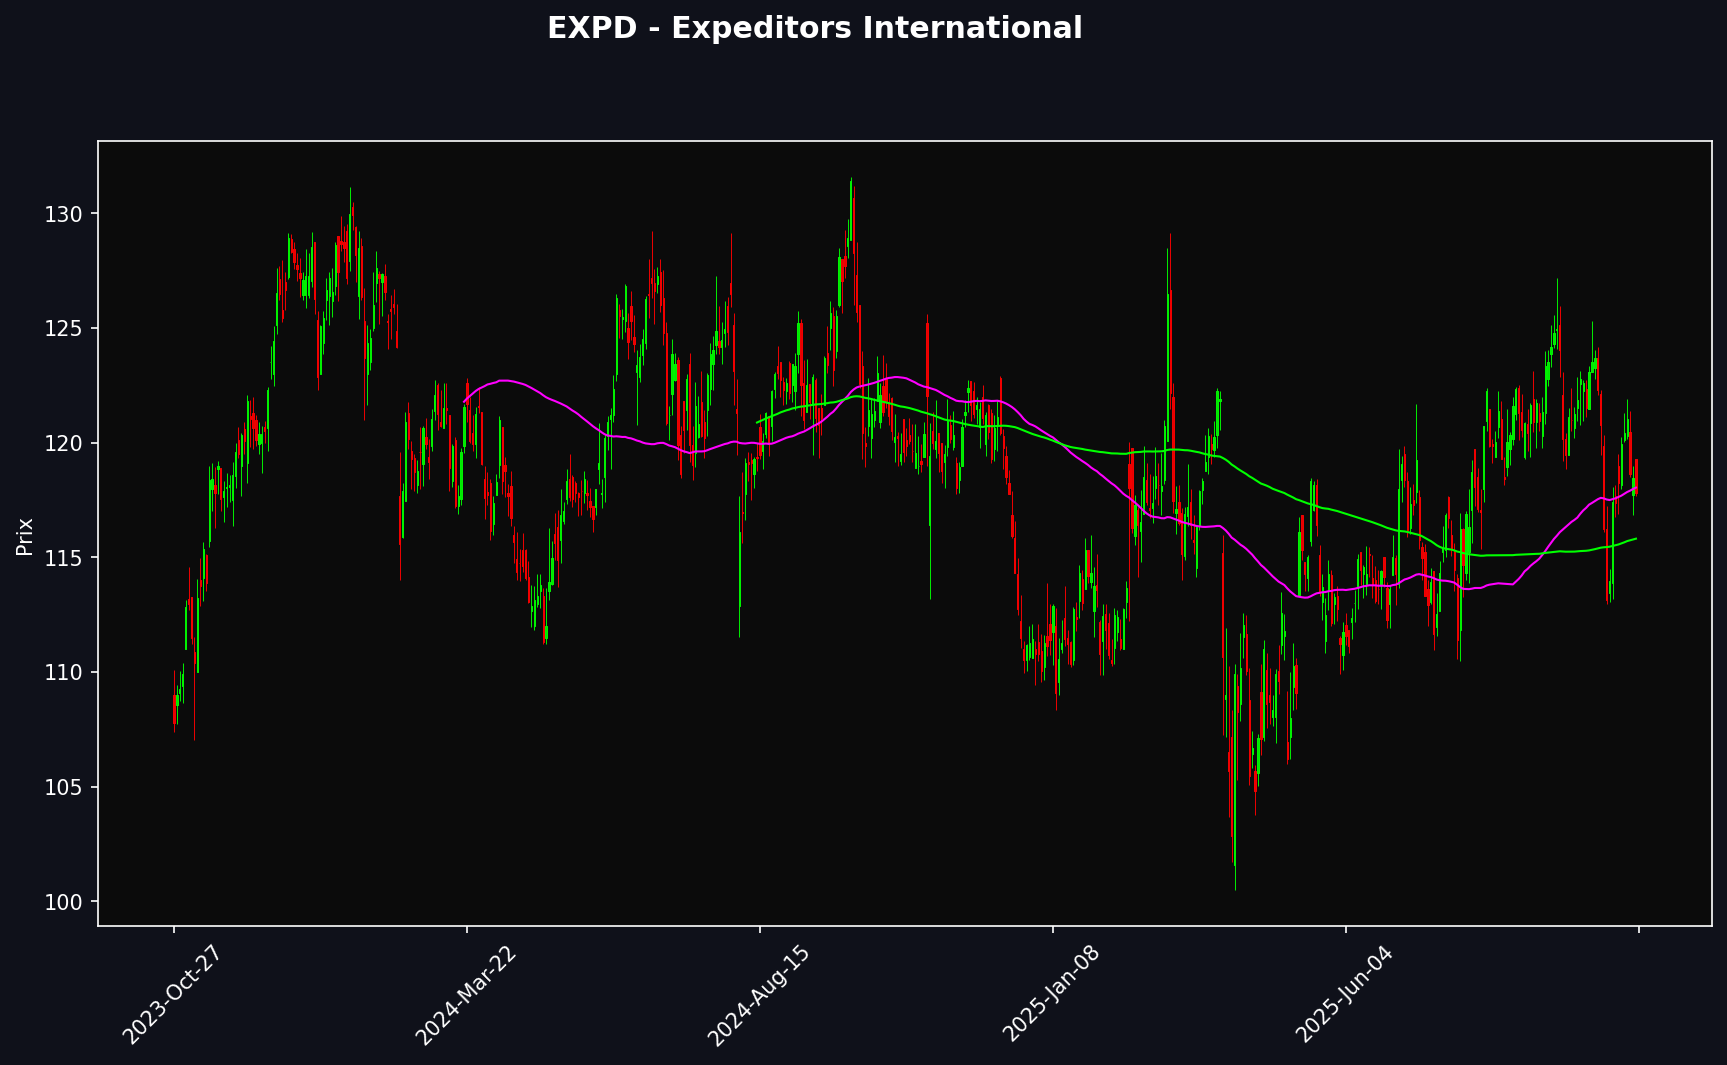 EXPD - Expeditors International
Prix
130
125
120
115
110
105
100
2023-Oct-27
2024-Mar-22
2024-Aug-15
2025-Jan-08
2025-Jun-04